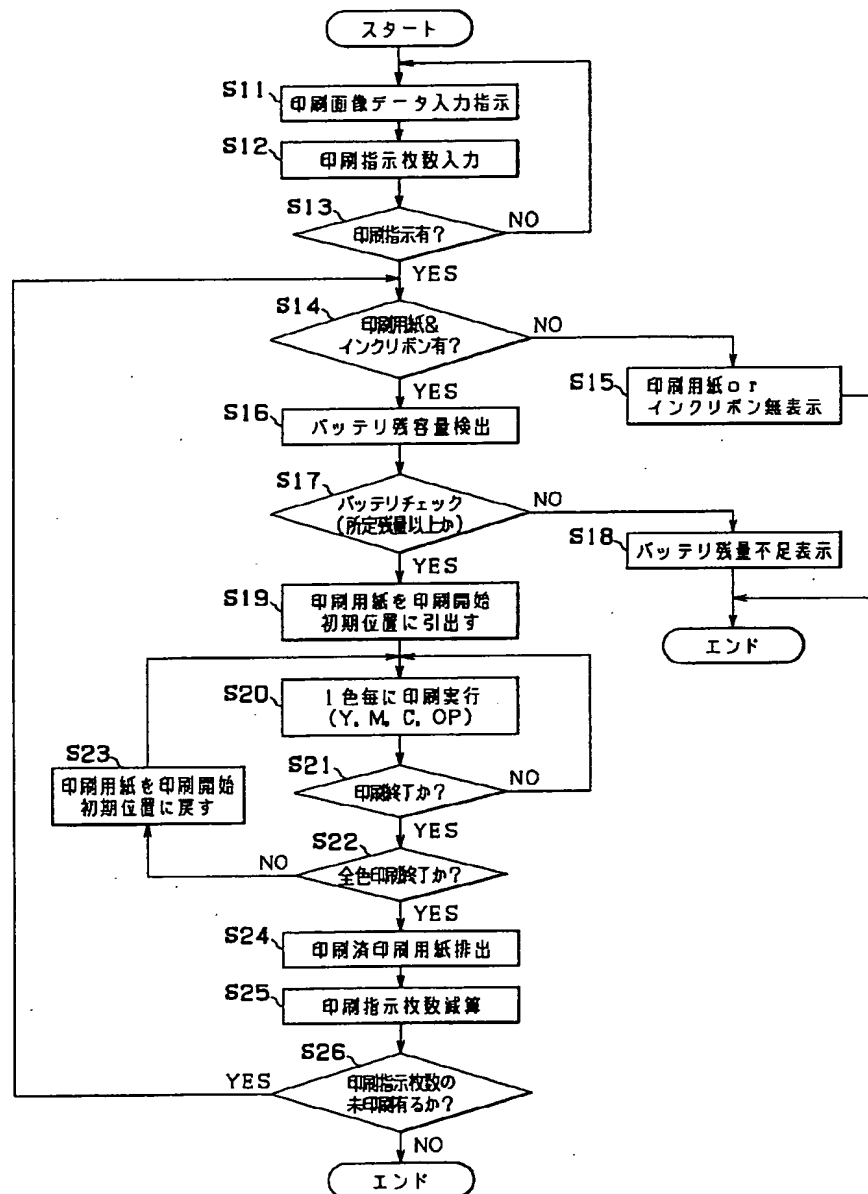 スタート
S11
印刷画像データ入力指示
S12
印刷指示枚数入力
S13
印刷指示有?
NO
YES
S14
印刷用紙&
インクリボン有?
NO
YES
S15
印刷用紙or
インクリボン無表示
S16
バッテリ残容量検出
S17
バッテリチェック
(所定残量以上か)
NO
YES
S18
バッテリ残量不足表示
エンド
S19
印刷用紙を印刷開始
初期位置に引出す
S20
1色毎に印刷実行
(Y. M. C. OP)
S21
印刷終了か?
NO
YES
S22
全色印刷終了か?
NO
YES
S23
印刷用紙を印刷開始
初期位置に戻す
S24
印刷済印刷用紙排出
S25
印刷指示枚数減算
S26
印刷指示枚数の
未印刷有るか?
YES
NO
エンド